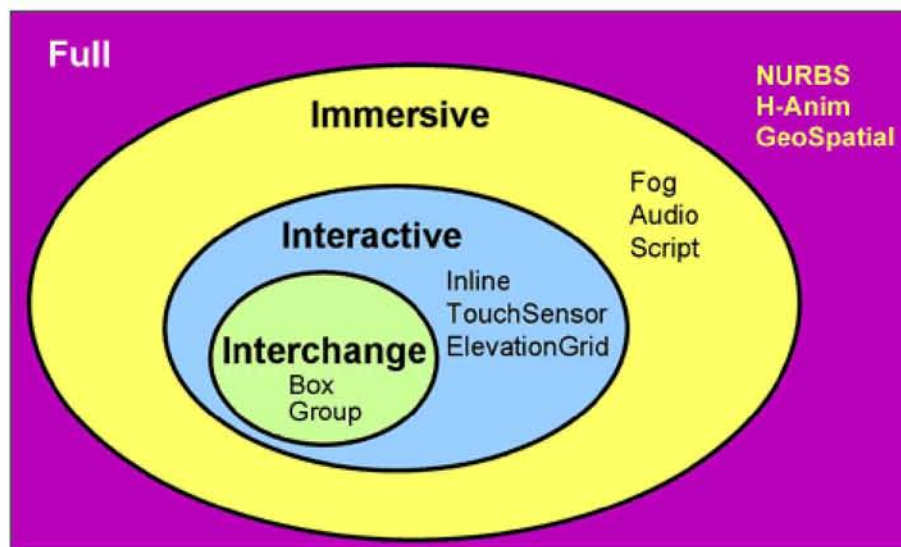 Full
NURBS
H-Anim
GeoSpatial
Immersive
Fog
Audio
Script
Interactive
Inline
TouchSensor
ElevationGrid
Interchange
Box
Group